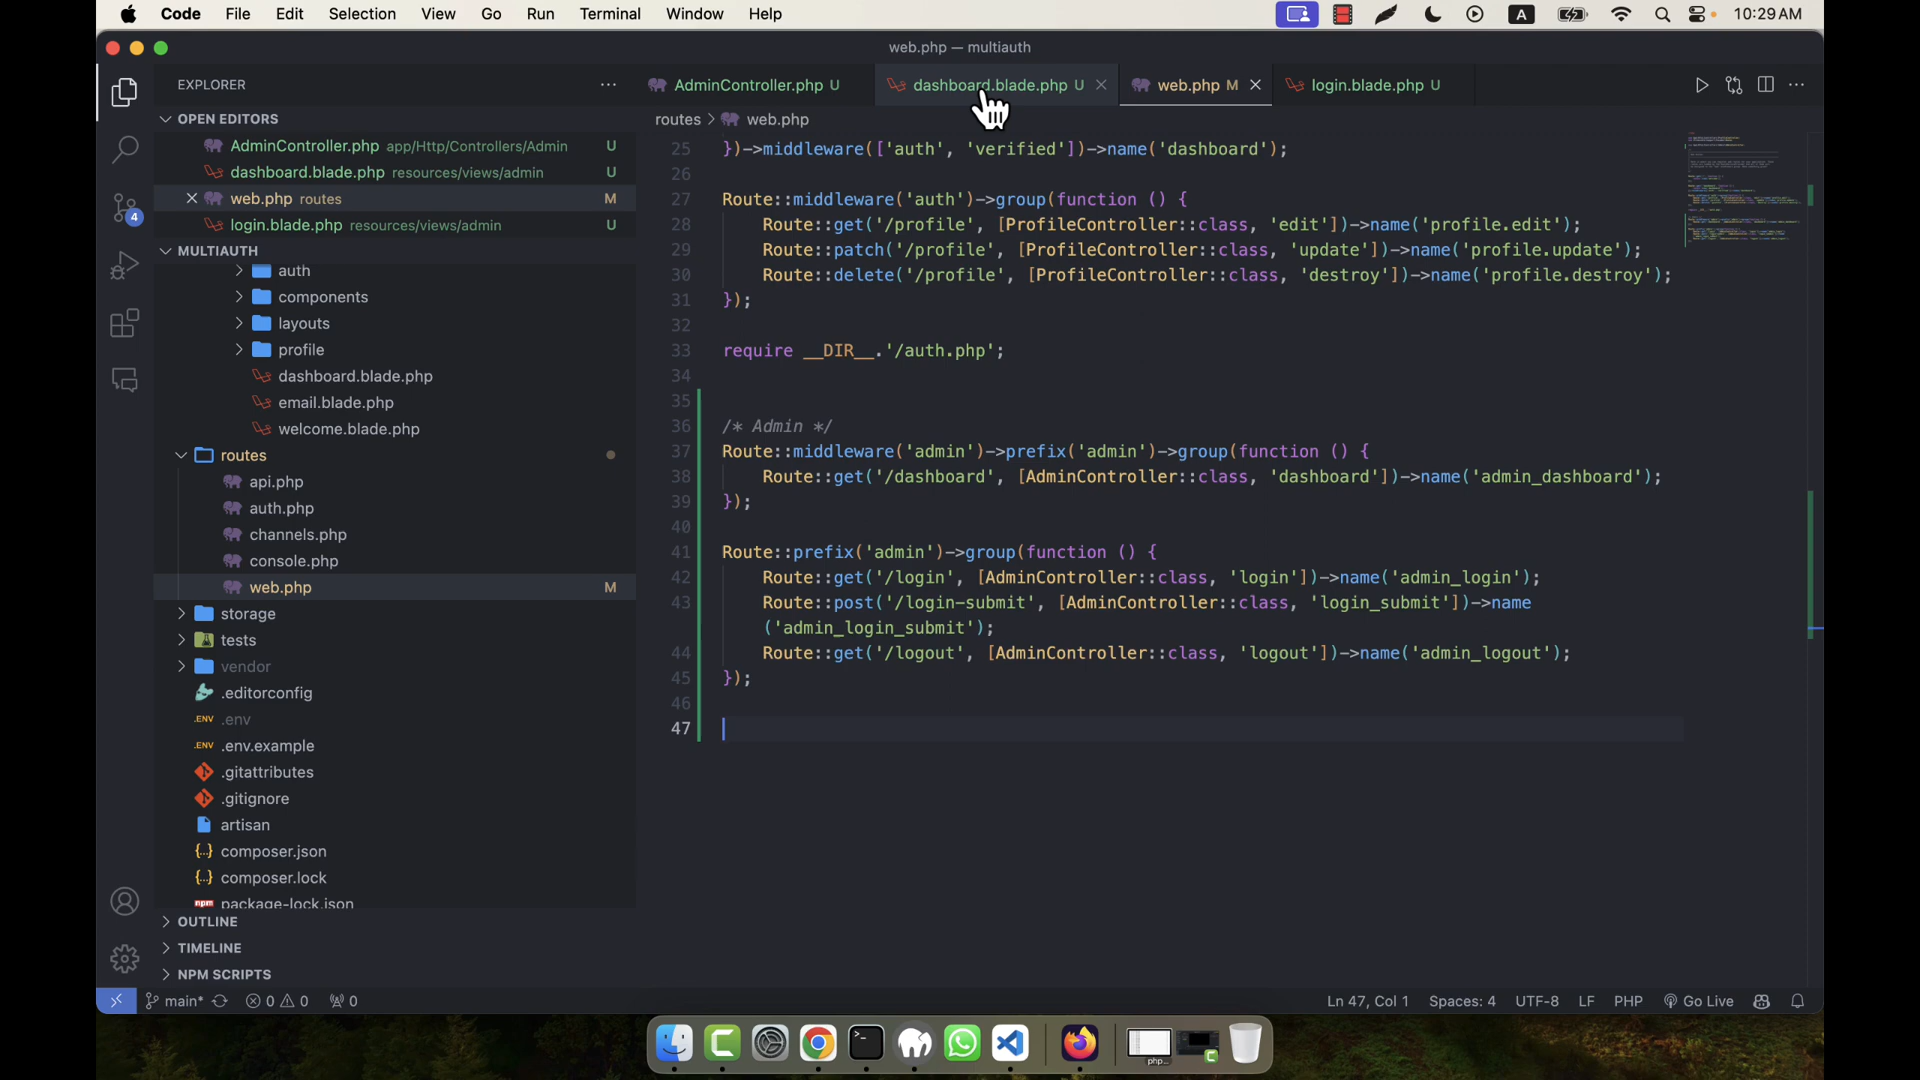 Code File Edit Selection View Go Run Terminal Window Help A 10:29 AM
web.php — multiauth
EXPLORER
AdminController.php U
dashboard.blade.php U
web.php M
login.blade.php U
OPEN EDITORS
routes > web.php
AdminController.php app/Http/Controllers/Admin U
dashboard.blade.php resources/views/admin U
web.php routes M
login.blade.php resources/views/admin U
4
MULTIAUTH
auth
components
layouts
profile
dashboard.blade.php
email.blade.php
welcome.blade.php
routes
api.php
auth.php
channels.php
console.php
web.php M
storage
tests
vendor
.editorconfig
.ENV .env
.ENV .env.example
.gitattributes
.gitignore
artisan
{..} composer.json
{..} composer.lock
npm package-lock.json
OUTLINE
TIMELINE
NPM SCRIPTS
25 })->middleware(['auth', 'verified'])->name('dashboard');
26
27 Route::middleware('auth')->group(function () {
28 Route::get('/profile', [ProfileController::class, 'edit'])->name('profile.edit');
29 Route::patch('/profile', [ProfileController::class, 'update'])->name('profile.update');
30 Route::delete('/profile', [ProfileController::class, 'destroy'])->name('profile.destroy');
31 });
32
33 require __DIR__.'/auth.php';
34
35
36 /* Admin */
37 Route::middleware('admin')->prefix('admin')->group(function () {
38 Route::get('/dashboard', [AdminController::class, 'dashboard'])->name('admin_dashboard');
39 });
40
41 Route::prefix('admin')->group(function () {
42 Route::get('/login', [AdminController::class, 'login'])->name('admin_login');
43 Route::post('/login-submit', [AdminController::class, 'login_submit'])->name
('admin_login_submit');
44 Route::get('/logout', [AdminController::class, 'logout'])->name('admin_logout');
45 });
46
47
main* 0 0 0 Ln 47, Col 1 Spaces: 4 UTF-8 LF PHP Go Live
php...